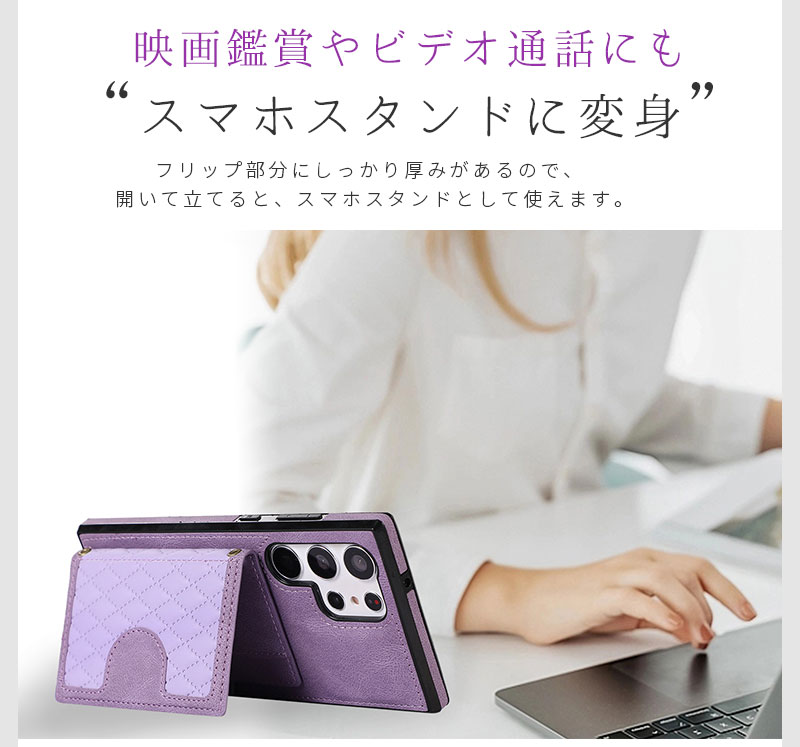 映画鑑賞やビデオ通話にも
“スマホスタンドに変身”
フリップ部分にしっかり厚みがあるので、
開いて立てると、スマホスタンドとして使えます。